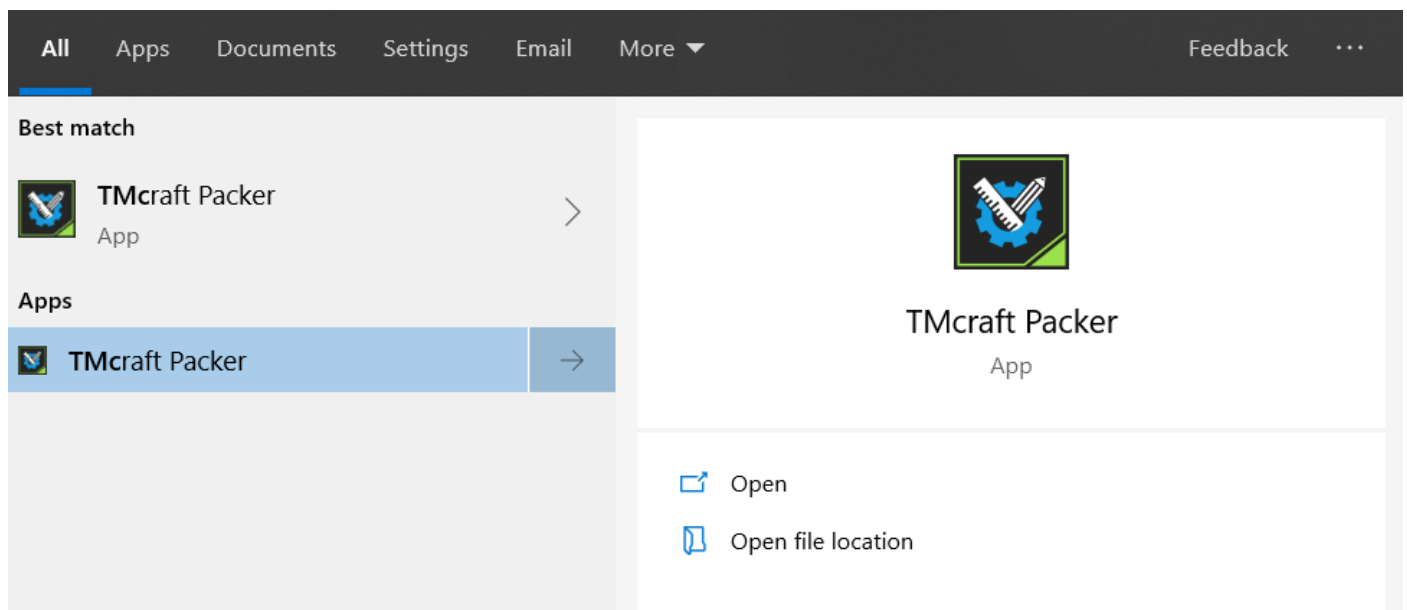 All Apps Documents Settings Email More Feedback ...
Best match
TMcraft Packer
App
Apps
TMcraft Packer
TMcraft Packer
App
Open
Open file location